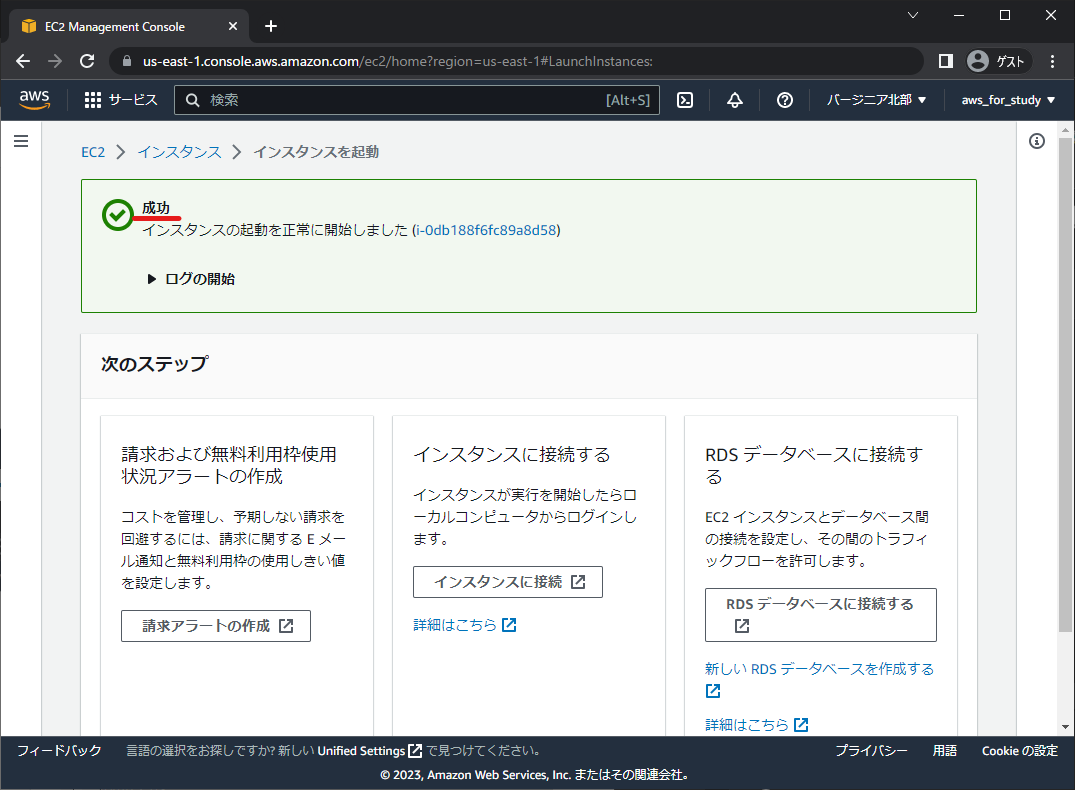 EC2 Management Console
us-east-1.console.aws.amazon.com/ec2/home?region=us-east-1#LaunchInstances:
ゲスト
aws
サービス
検索
[Alt+S]
バージニア北部
aws_for_study
EC2
インスタンス
インスタンスを起動
成功
インスタンスの起動を正常に開始しました (i-0db188f6fc89a8d58)
ログの開始
次のステップ
請求および無料利用枠使用
状況アラートの作成
コストを管理し、予期しない請求を
回避するには、請求に関する E メー
ル通知と無料利用枠の使用しきい値
を設定します。
請求アラートの作成
インスタンスに接続する
インスタンスが実行を開始したらロ
ーカルコンピュータからログインし
ます。
インスタンスに接続
詳細はこちら
RDS データベースに接続す
る
EC2 インスタンスとデータベース間
の接続を設定し、その間のトラフィ
ックフローを許可します。
RDS データベースに接続する
新しい RDS データベースを作成する
詳細はこちら
フィードバック
言語の選択をお探しですか? 新しい Unified Settings で見つけてください。
プライバシー
用語
Cookie の設定
© 2023, Amazon Web Services, Inc. またはその関連会社。